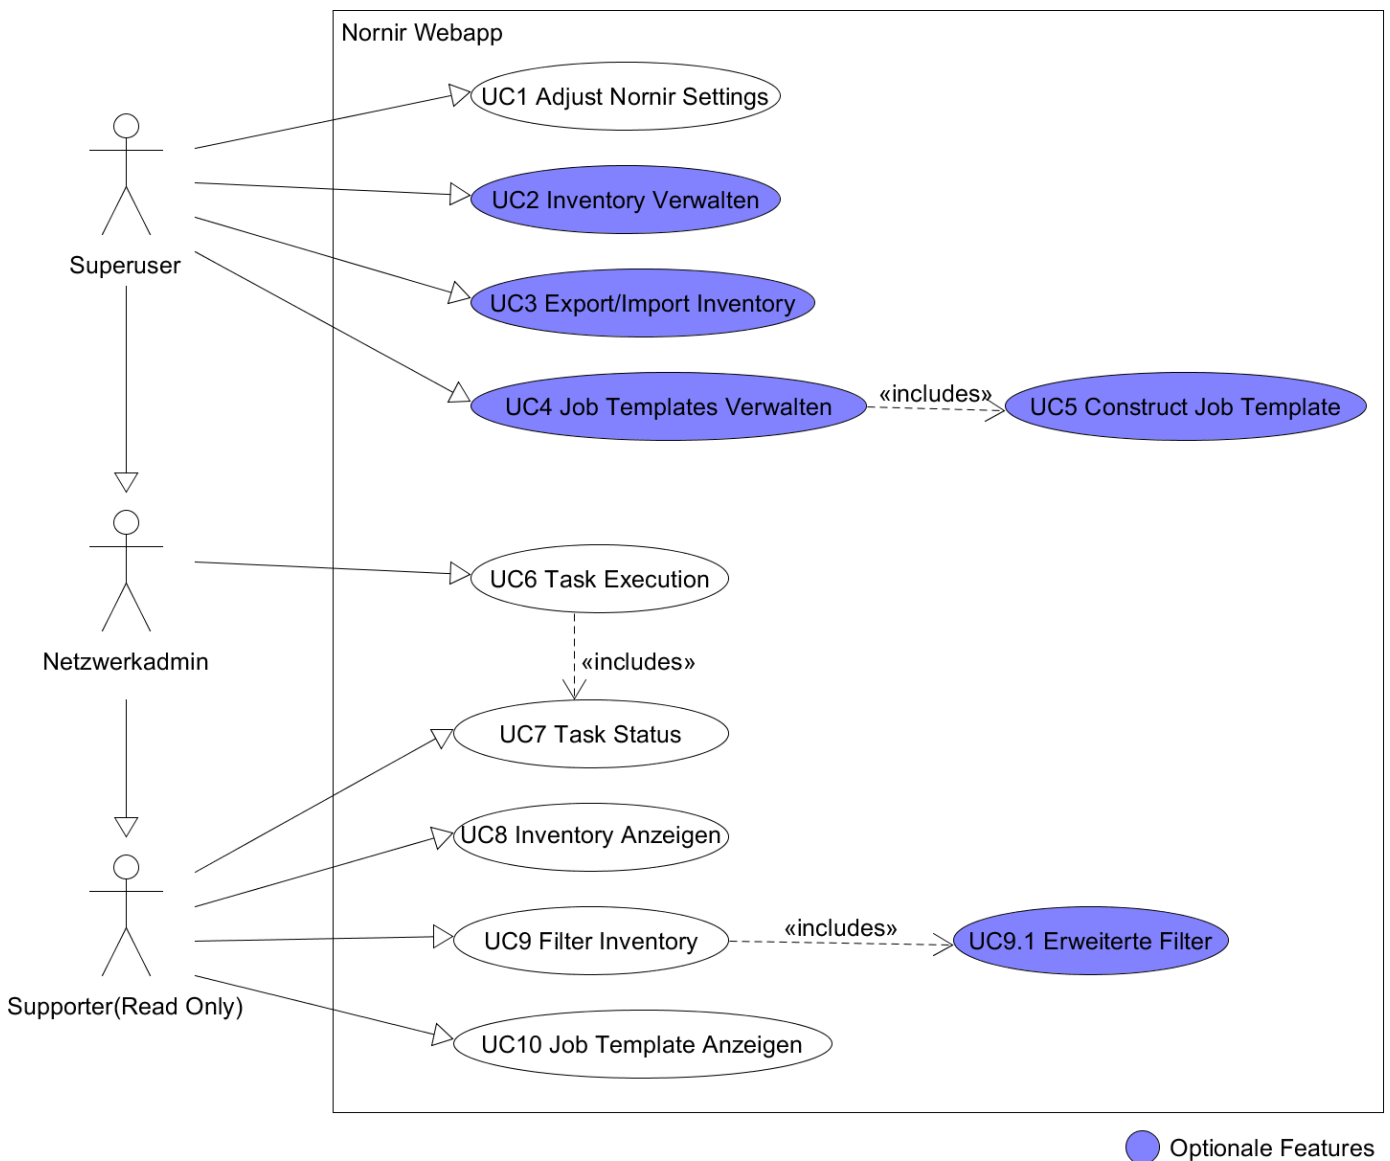 Nornir Webapp
UC1 Adjust Nornir Settings
UC2 Inventory Verwalten
Superuser
UC3 Export/Import Inventory
UC4 Job Templates Verwalten
«includes»
UC5 Construct Job Template
UC6 Task Execution
Netzwerkadmin
«includes»
UC7 Task Status
UC8 Inventory Anzeigen
UC9 Filter Inventory
«includes»
UC9.1 Erweiterte Filter
Supporter(Read Only)
UC10 Job Template Anzeigen
Optionale Features